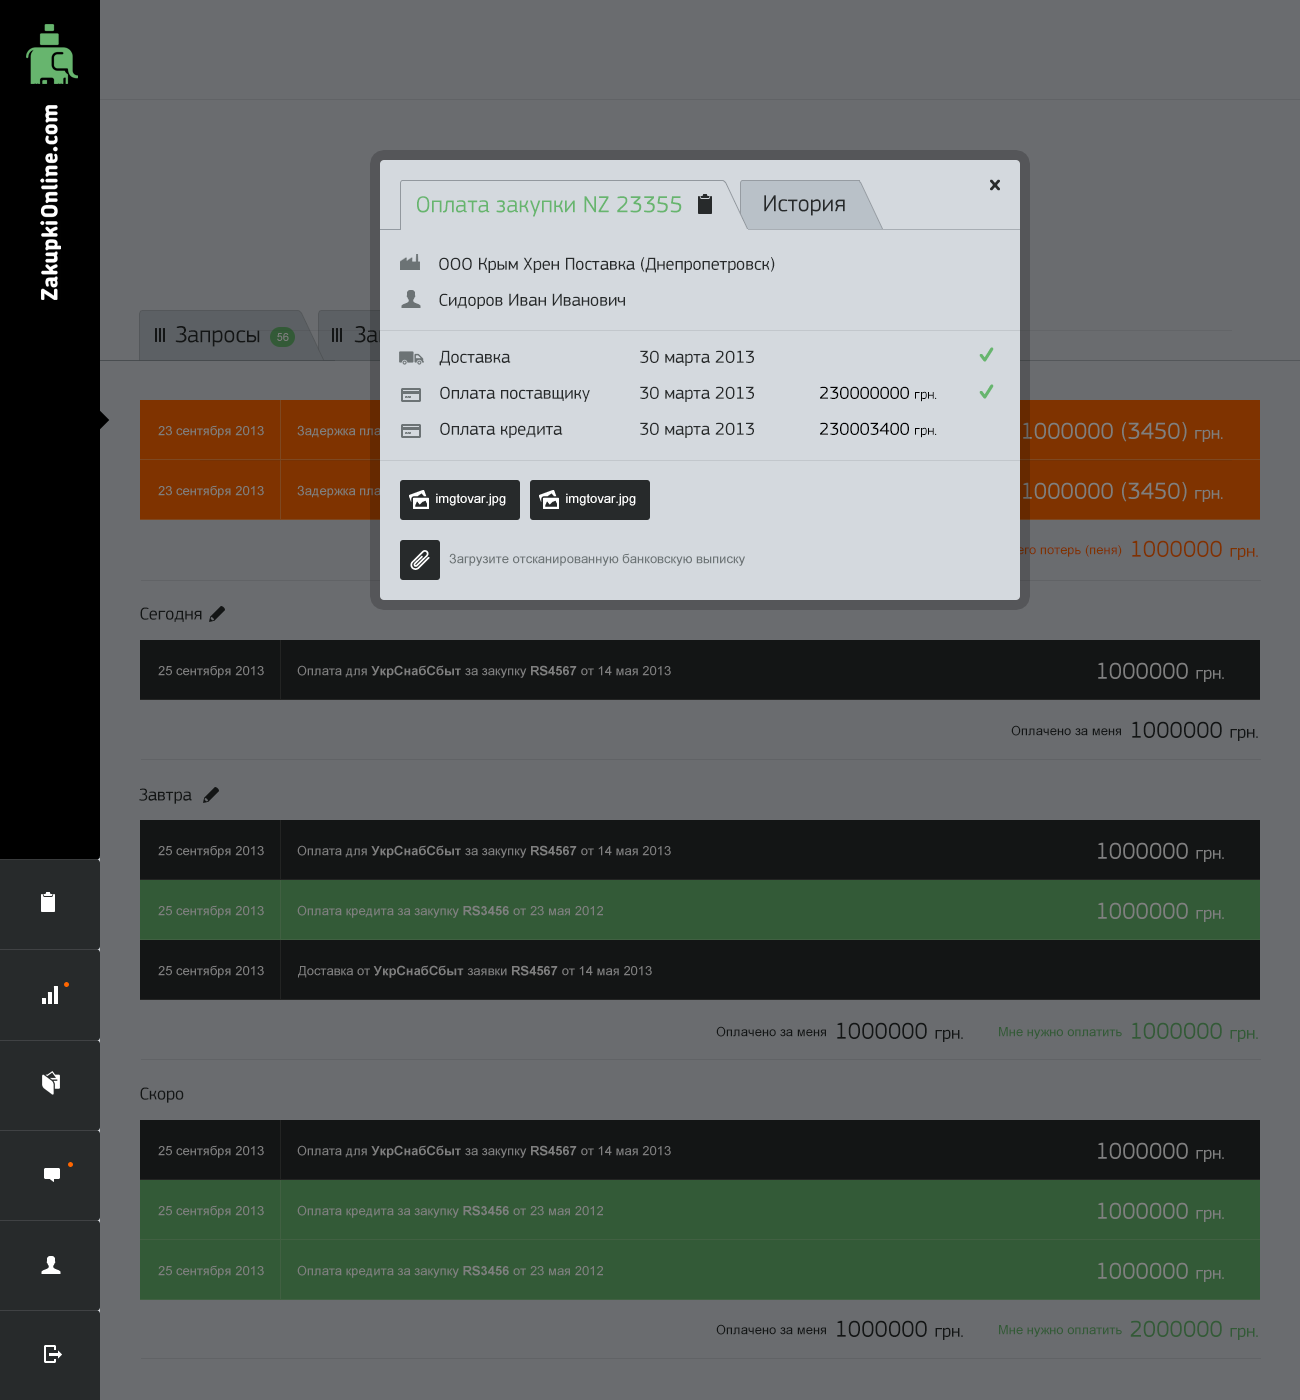 ZakupkiOnline.com
Оплата закупки NZ 23355
История
ООО Крым Хрен Поставка (Днепропетровск)
Сидоров Иван Иванович
Запросы 56
Доставка 30 марта 2013
Оплата поставщику 30 марта 2013 230000000 грн.
Оплата кредита 30 марта 2013 230003400 грн.
23 сентября 2013 Задержка 1000000 (3450) грн.
23 сентября 2013 Задержка 1000000 (3450) грн.
imgtovar.jpg imgtovar.jpg
потерь (пеня) 1000000 грн.
Загрузите отсканированную банковскую выписку
Сегодня
25 сентября 2013 Оплата для УкрСнабСбыт за закупку RS4567 от 14 мая 2013 1000000 грн.
Оплачено за меня 1000000 грн.
Завтра
25 сентября 2013 Оплата для УкрСнабСбыт за закупку RS4567 от 14 мая 2013 1000000 грн.
25 сентября 2013 Оплата кредита за закупку RS3456 от 23 мая 2012 1000000 грн.
25 сентября 2013 Доставка от УкрСнабСбыт заявки RS4567 от 14 мая 2013
Оплачено за меня 1000000 грн. Мне нужно оплатить 1000000 грн.
Скоро
25 сентября 2013 Оплата для УкрСнабСбыт за закупку RS4567 от 14 мая 2013 1000000 грн.
25 сентября 2013 Оплата кредита за закупку RS3456 от 23 мая 2012 1000000 грн.
25 сентября 2013 Оплата кредита за закупку RS3456 от 23 мая 2012 1000000 грн.
Оплачено за меня 1000000 грн. Мне нужно оплатить 2000000 грн.